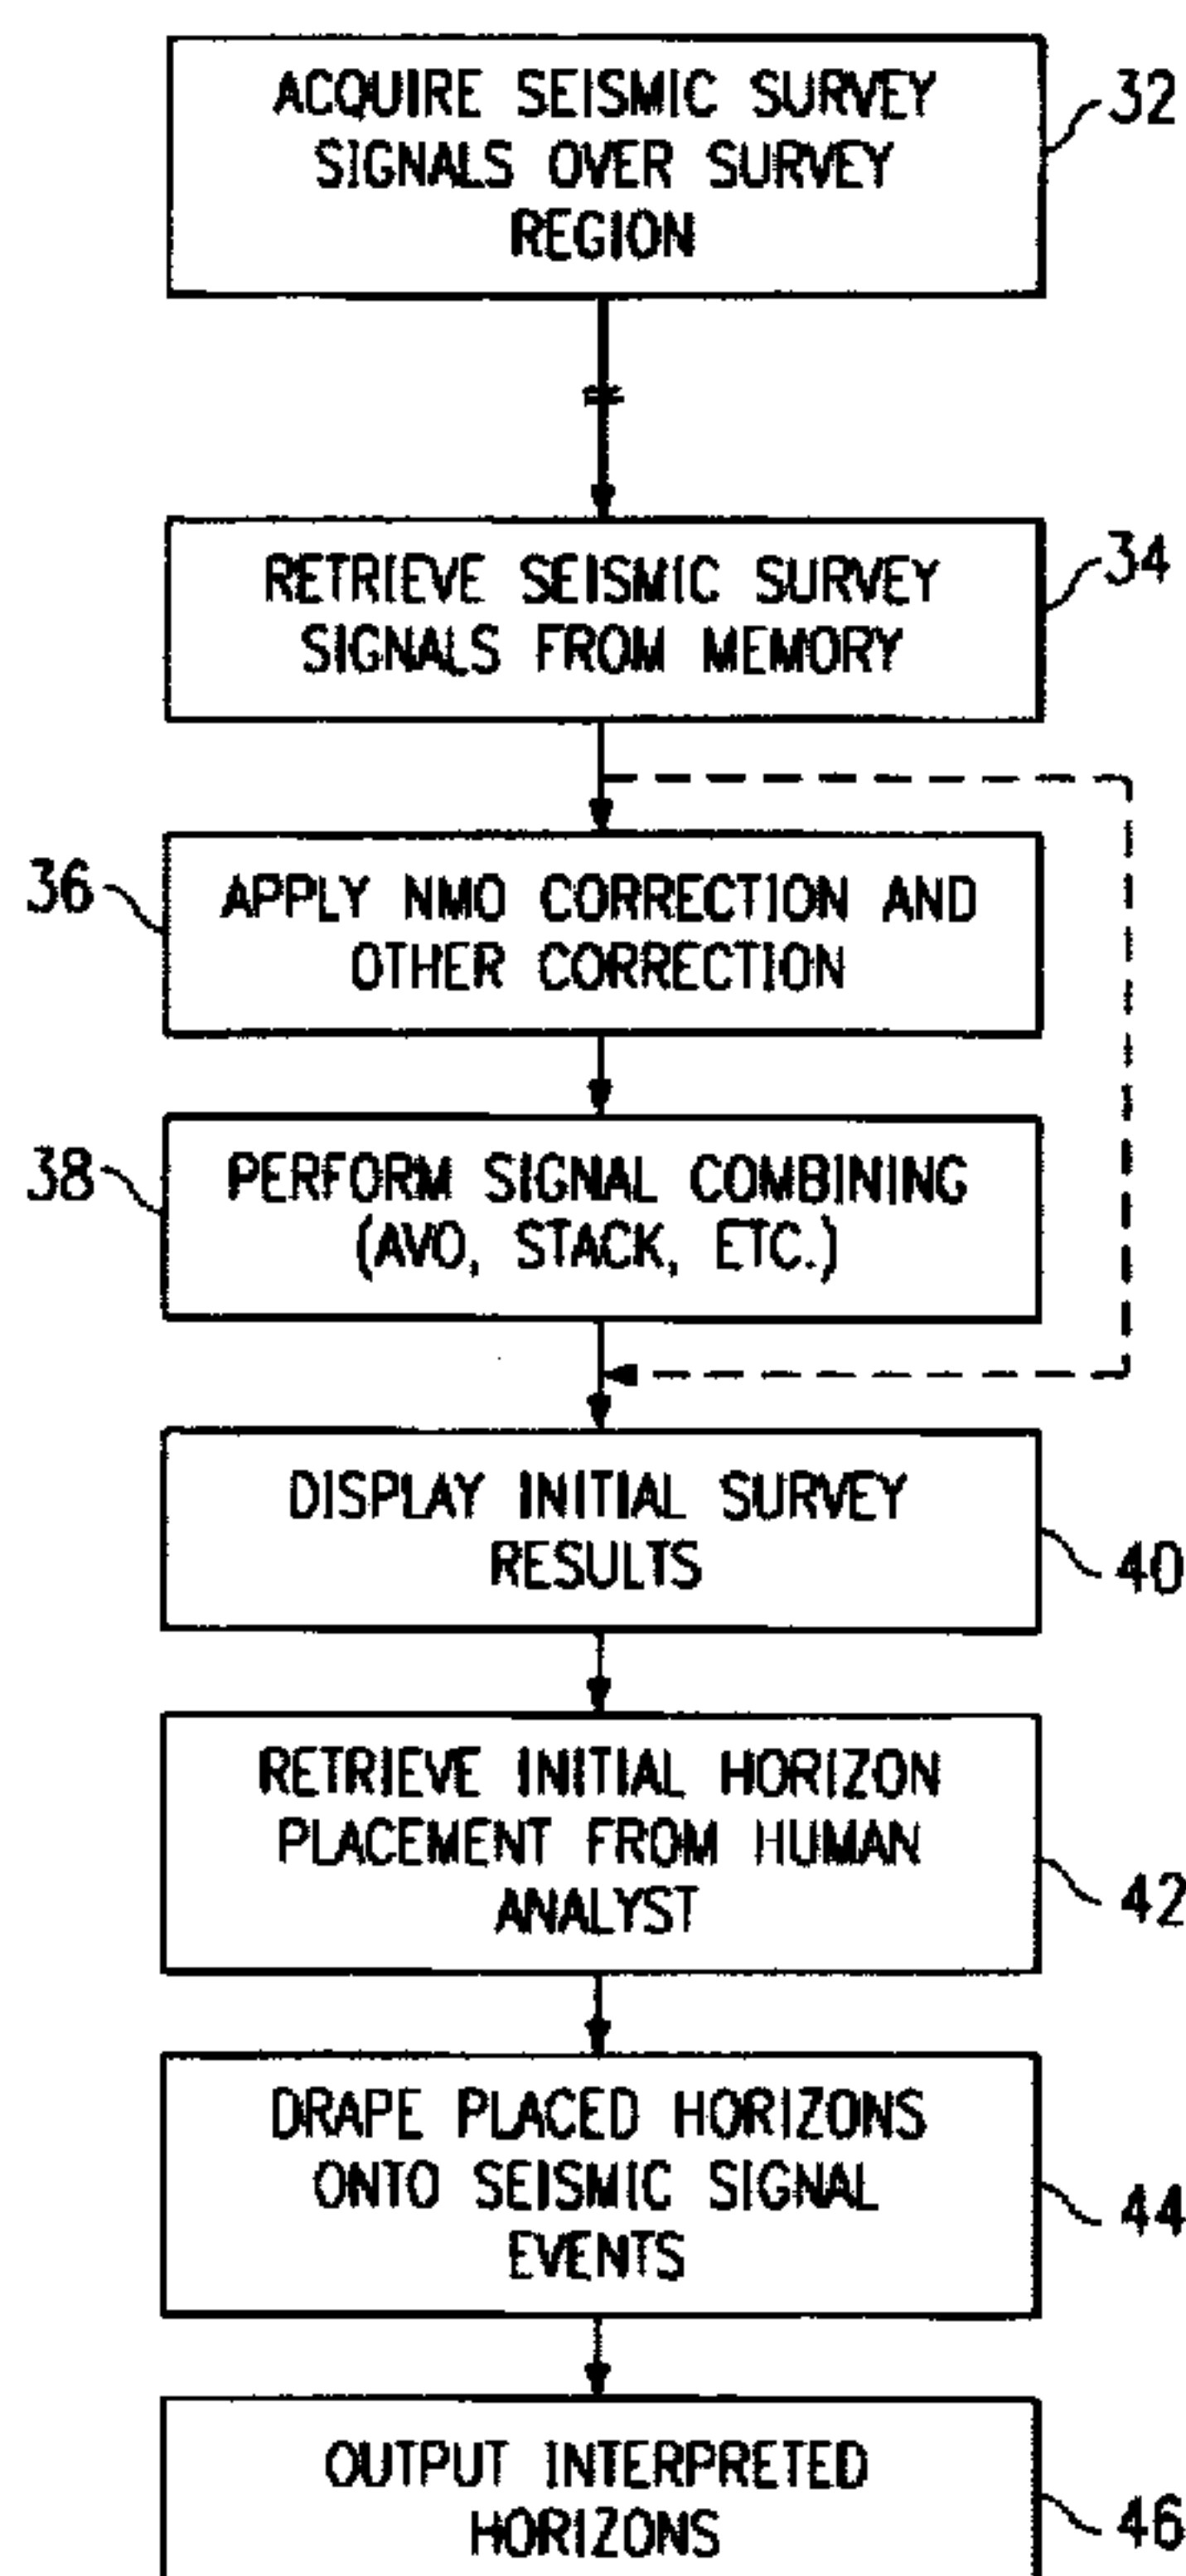 ACQUIRE SEISMIC SURVEY
SIGNALS OVER SURVEY
REGION
32
RETRIEVE SEISMIC SURVEY
SIGNALS FROM MEMORY
34
36
APPLY NMO CORRECTION AND
OTHER CORRECTION
38
PERFORM SIGNAL COMBINING
(AVO, STACK, ETC.)
DISPLAY INITIAL SURVEY
RESULTS
40
RETRIEVE INITIAL HORIZON
PLACEMENT FROM HUMAN
ANALYST
42
DRAPE PLACED HORIZONS
ONTO SEISMIC SIGNAL
EVENTS
44
OUTPUT INTERPRETED
HORIZONS
46